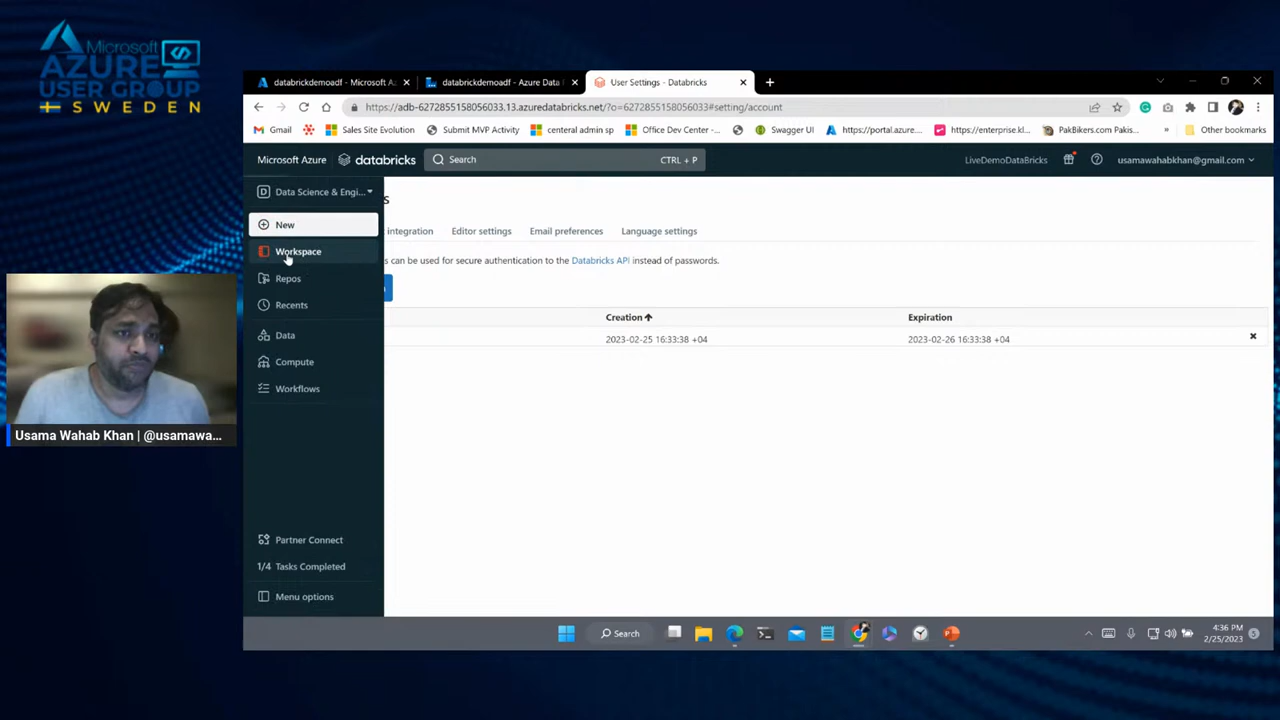 Microsoft
AZURE
USER GROUP
SWEDEN
databrickdemoadf - Microsoft Az
databrickdemoadf - Azure Data F
User Settings - Databricks
https://adb-6272855158056033.13.azuredatabricks.net/?o=6272855158056033#setting/account
Gmail
Sales Site Evolution
Submit MVP Activity
centeral admin sp
Office Dev Center -...
Swagger UI
https://portal.azure...
https://enterprise.kl...
PakBikers.com Pakis...
»
Other bookmarks
Microsoft Azure
databricks
Search
CTRL + P
LiveDemoDataBricks
usamawahabkhan@gmail.com
D
Data Science & Engi...
s
New
integration
Editor settings
Email preferences
Language settings
Workspace
s can be used for secure authentication to the Databricks API instead of passwords.
Repos
Recents
Creation
Expiration
Data
2023-02-25 16:33:38 +04
2023-02-26 16:33:38 +04
Compute
Workflows
Usama Wahab Khan | @usamawa...
Partner Connect
1/4 Tasks Completed
Menu options
Search
4:36 PM
2/25/2023
5